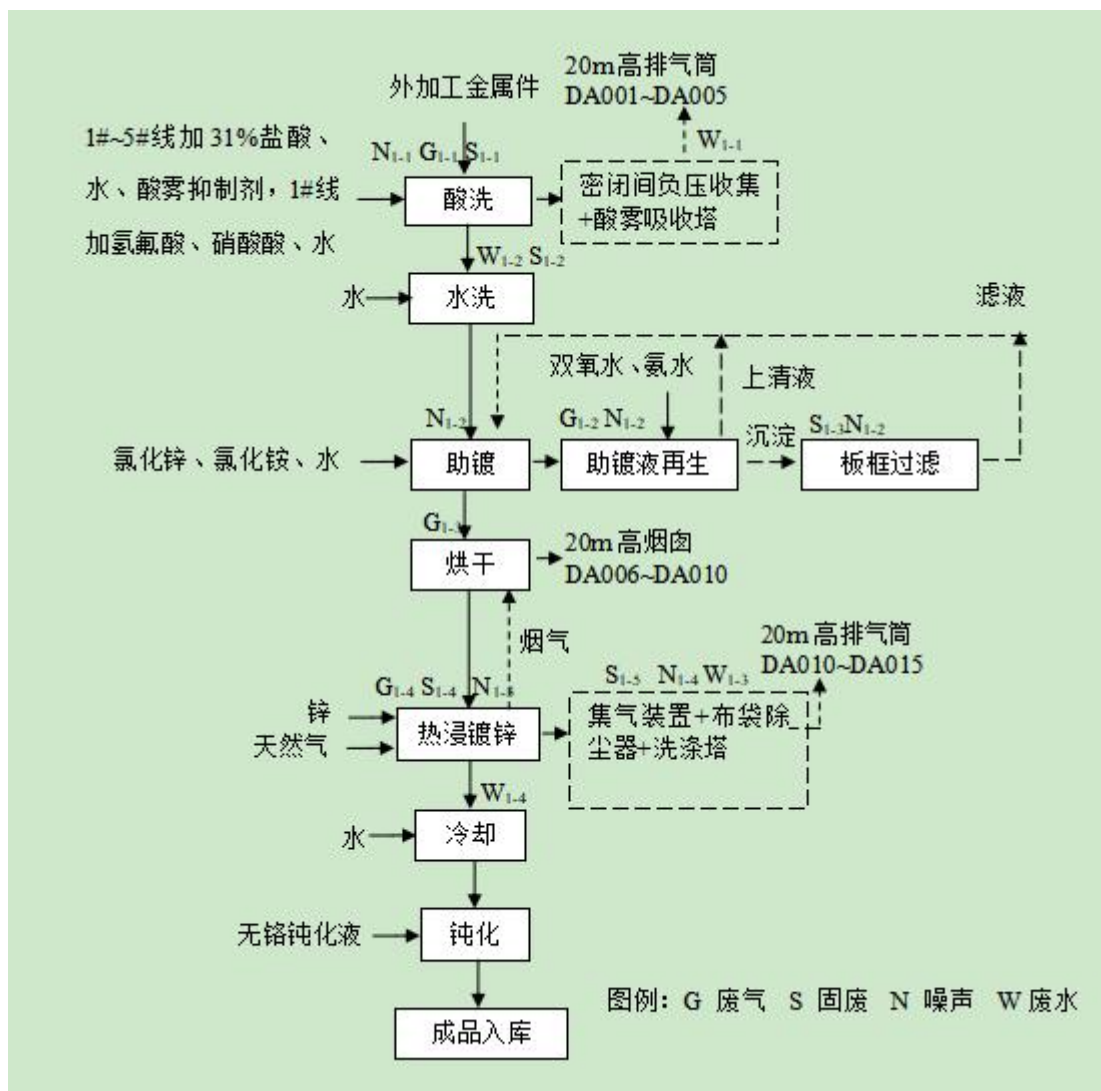 外加工金属件
20m高排气筒
DA001~DA005
1#~5#线加31%盐酸、
水、酸雾抑制剂，1#线
加氢氟酸、硝酸酸、水
N₁₋₁ G₁₋₁ S₁₋₁
W₁₋₁
酸洗
密闭间负压收集
+酸雾吸收塔
W₁₋₂ S₁₋₂
水
水洗
滤液
双氧水、氨水
上清液
N₁₋₂
G₁₋₂ N₁₋₂
沉淀
S₁₋₃N₁₋₂
氯化锌、氯化铵、水
助镀
助镀液再生
板框过滤
G₁₋₃
烘干
20m高烟囱
DA006~DA010
烟气
20m高排气筒
DA010~DA015
G₁₋₄ S₁₋₄ N₁₋₃
S₁₋₅ N₁₋₄ W₁₋₃
锌
天然气
热浸镀锌
集气装置+布袋除
尘器+洗涤塔
W₁₋₄
水
冷却
无铬钝化液
钝化
图例：G 废气 S 固废 N 噪声 W废水
成品入库